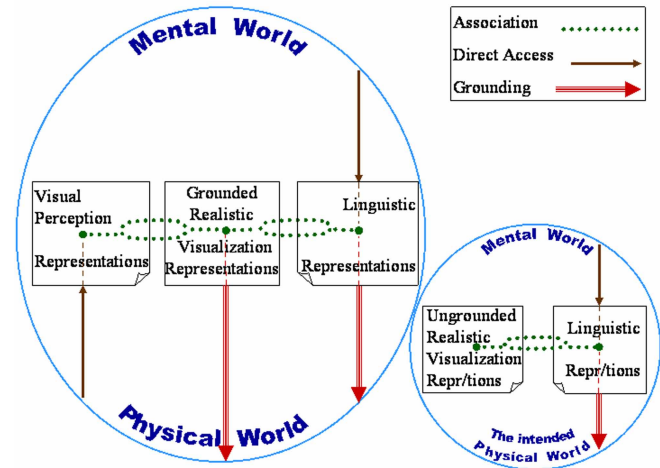 Mental World
Association
Direct Access
Grounding
Visual
Perception
Representations
Grounded
Realistic
Visualization
Representations
Linguistic
Representations
Physical World
Mental World
Ungrounded
Realistic
Visualization
Repr/tions
Linguistic
Repr/tions
The intended
Physical World